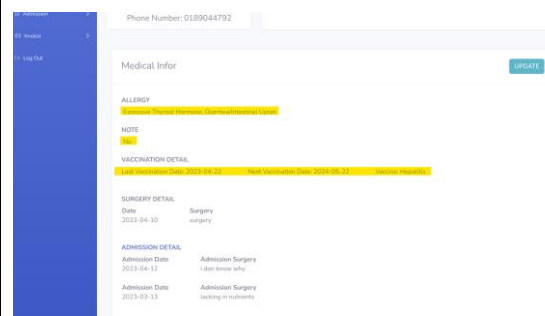 Admission
Phone Number: 0189044792
Invoice
Log Out
Medical Infor
UPDATE
ALLERGY
Excessive Thyroid Hormone, Diarrhea/Intestinal Upset
NOTE
No
VACCINATION DETAIL
Last Vaccination Date: 2023-04-22 Next Vaccination Date: 2024-05-22 Vaccine: Hepatitis
SURGERY DETAIL
Date Surgery
2023-04-10 surgery
ADMISSION DETAIL
Admission Date Admission Surgery
2023-04-12 i don know why
Admission Date Admission Surgery
2023-03-13 lacking in nutrients